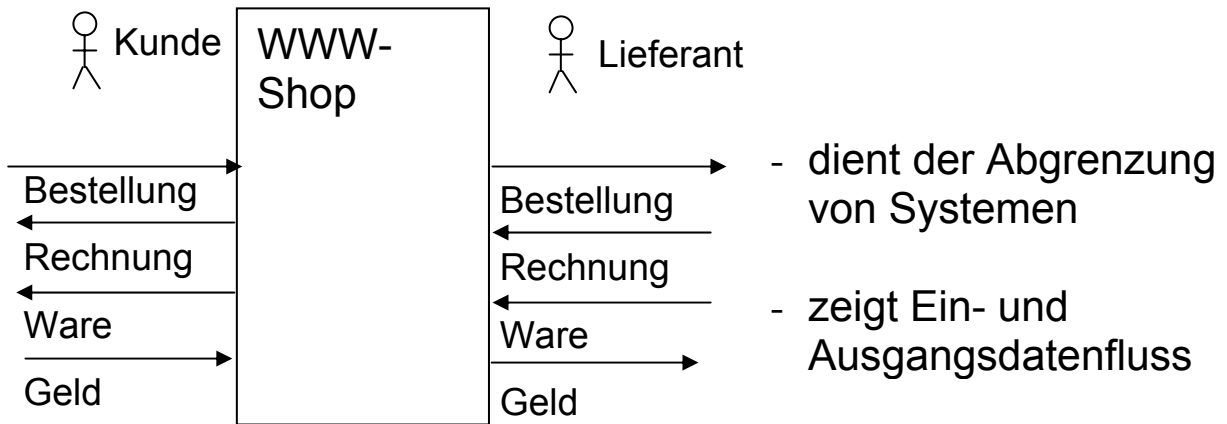 Kunde
WWW-
Shop
Lieferant
Bestellung
Rechnung
Ware
Geld
Bestellung
Rechnung
Ware
Geld
- dient der Abgrenzung
von Systemen
- zeigt Ein- und
Ausgangsdatenfluss